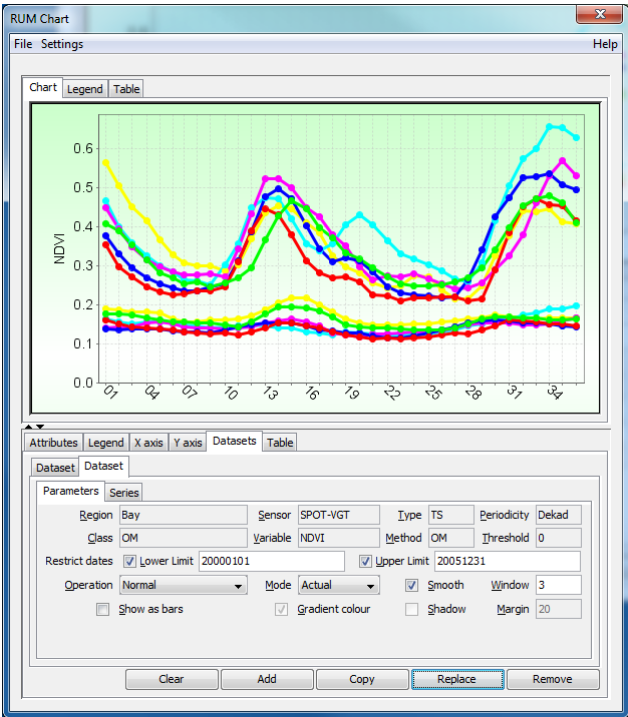 RUM Chart
File Settings Help
Chart Legend Table
NDVI
0.6
0.5
0.4
0.3
0.2
0.1
0.0
01 04 07 10 13 16 19 22 25 28 31 34
Attributes Legend X axis Y axis Datasets Table
Dataset Dataset
Parameters Series
Region Bay Sensor SPOT-VGT Type TS Periodicity Dekad
Class OM Variable NDVI Method OM Threshold 0
Restrict dates Lower Limit 20000101 Upper Limit 20051231
Operation Normal Mode Actual Smooth Window 3
Show as bars Gradient colour Shadow Margin 20
Clear Add Copy Replace Remove